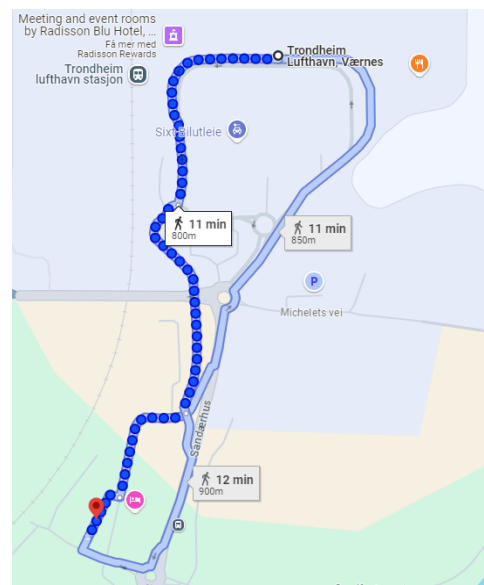 Meeting and event rooms
by Radisson Blu Hotel, ...
Få mer med
Radisson Rewards
Trondheim
lufthavn stasjon
Trondheim
Lufthavn, Værnes
Sixt Bilutleie
11 min
800m
11 min
850m
P
Michelets vei
Sandærhus
12 min
900m